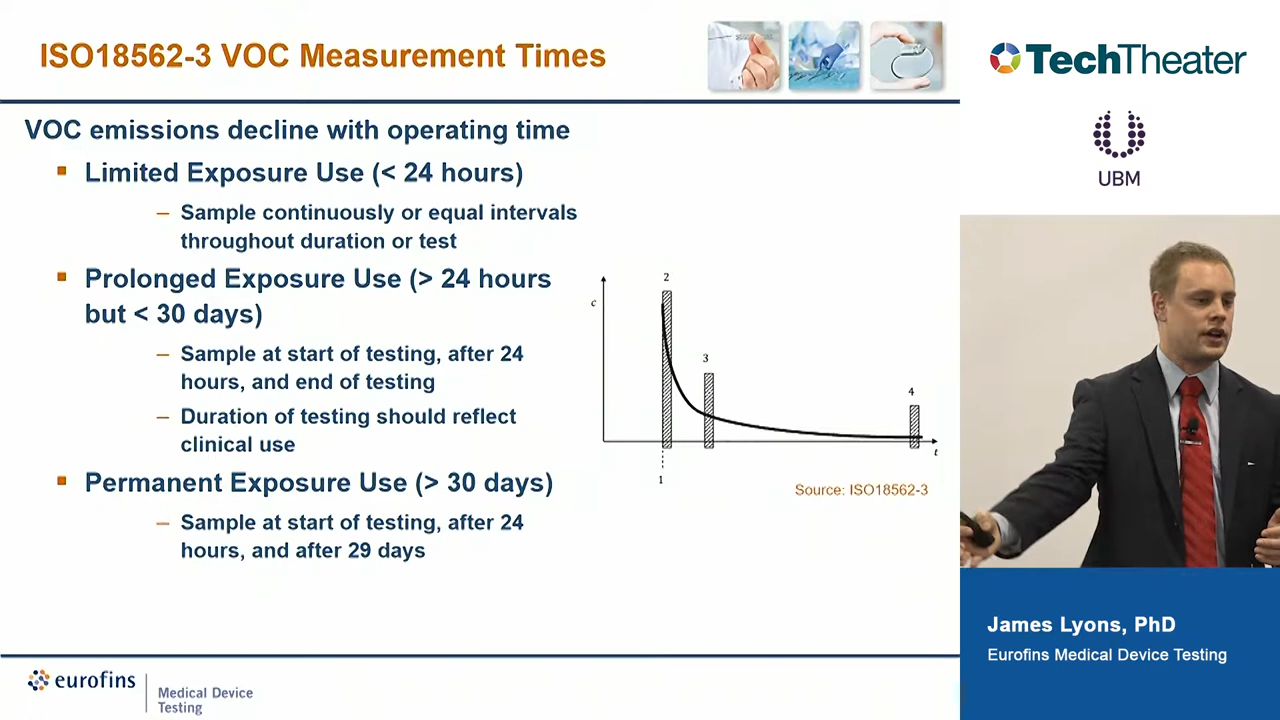 ISO18562-3 VOC Measurement Times
VOC emissions decline with operating time
Limited Exposure Use (< 24 hours)
– Sample continuously or equal intervals
throughout duration or test
Prolonged Exposure Use (> 24 hours
but < 30 days)
– Sample at start of testing, after 24
hours, and end of testing
– Duration of testing should reflect
clinical use
Permanent Exposure Use (> 30 days)
– Sample at start of testing, after 24
hours, and after 29 days
c
2
3
4
t
1
Source: ISO18562-3
eurofins
Medical Device
Testing
TechTheater
UBM
James Lyons, PhD
Eurofins Medical Device Testing